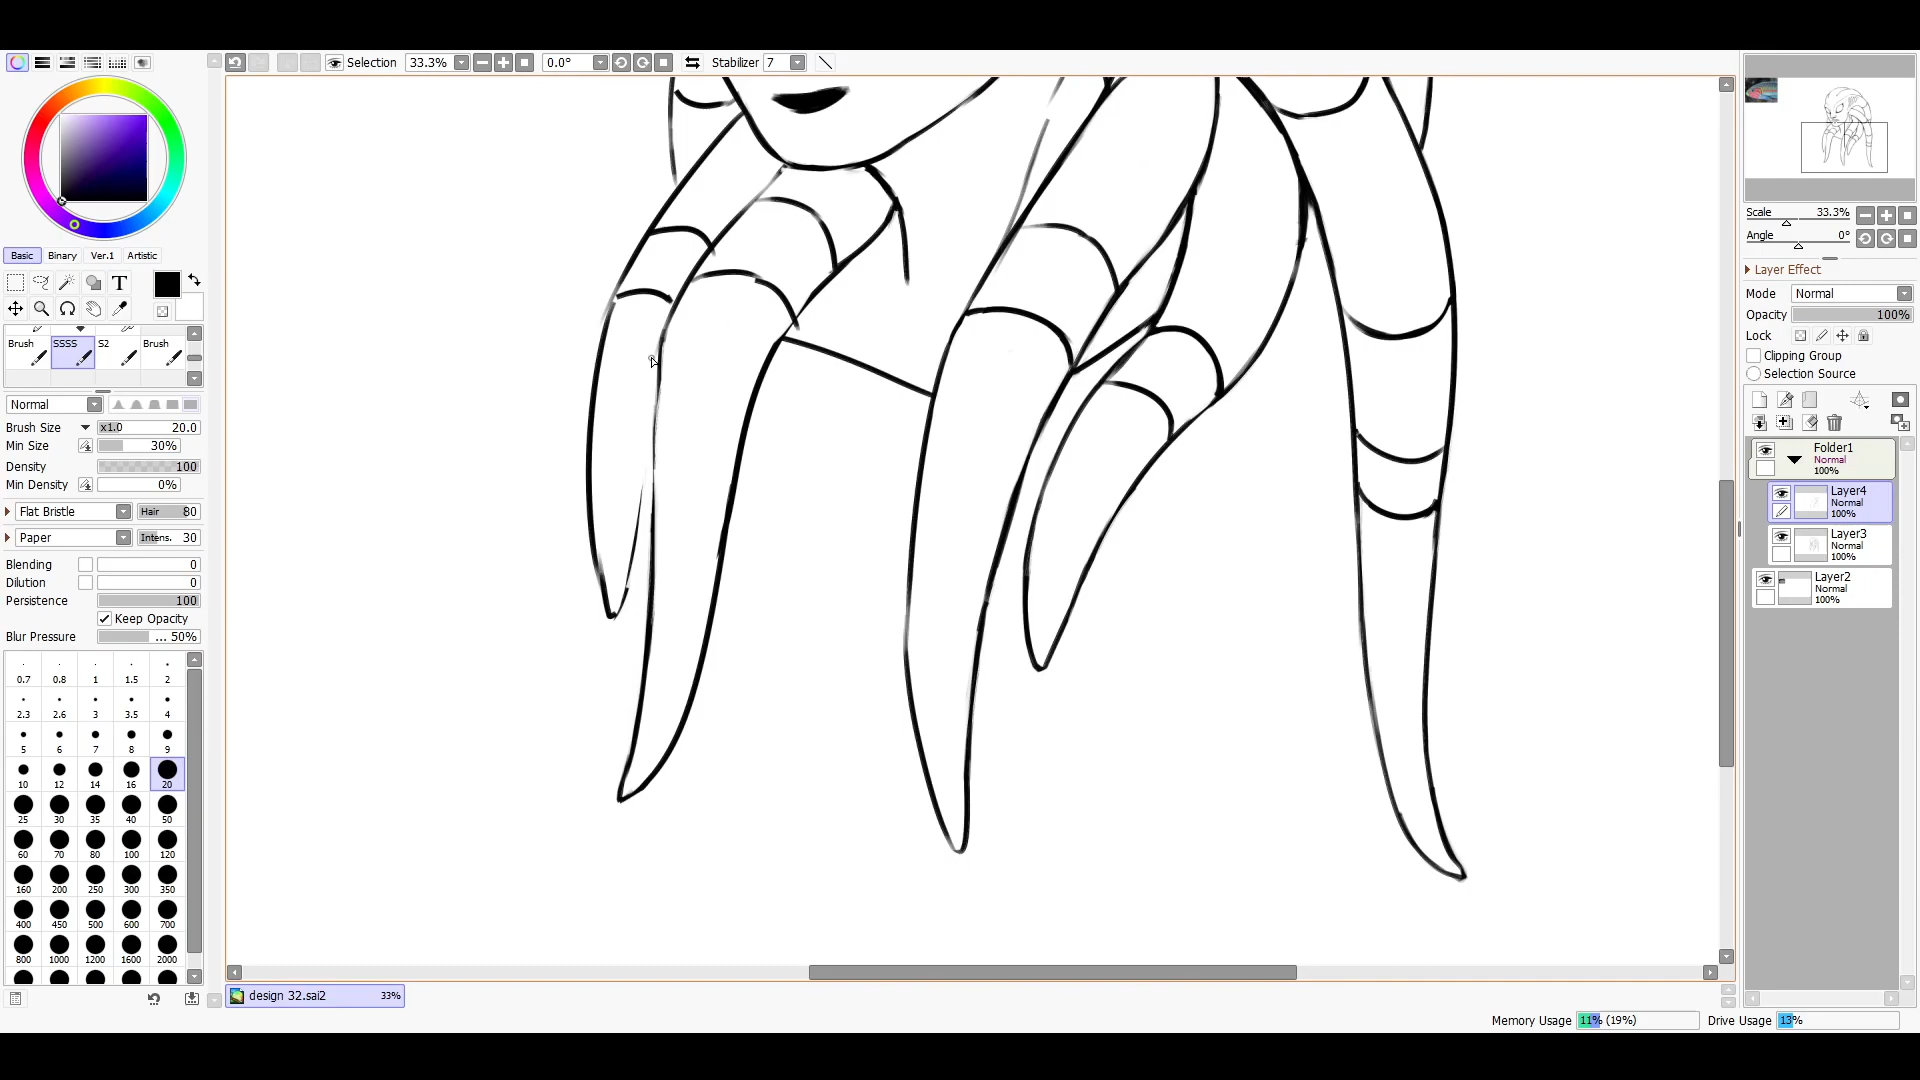 Selection 33.3% 0.0° Stabilizer 7
Basic Binary Ver.1 Artistic
T
Brush SSSS S2 Brush
Normal
Brush Size x1.0 20.0
Min Size 30%
Density 100
Min Density 0%
Flat Bristle Hair 80
Paper Intens. 30
Blending 0
Dilution 0
Persistence 100
Keep Opacity
Blur Pressure ... 50%
0.7 0.8 1 1.5 2
2.3 2.6 3 3.5 4
5 6 7 8 9
10 12 14 16 20
25 30 35 40 50
60 70 80 100 120
160 200 250 300 350
400 450 500 600 700
800 1000 1200 1600 2000
design 32.sai2 33%
Scale 33.3%
Angle 0°
Layer Effect
Mode Normal
Opacity 100%
Lock
Clipping Group
Selection Source
Folder1
Normal
100%
Layer4
Normal
100%
Layer3
Normal
100%
Layer2
Normal
100%
Memory Usage 11% (19%) Drive Usage 13%